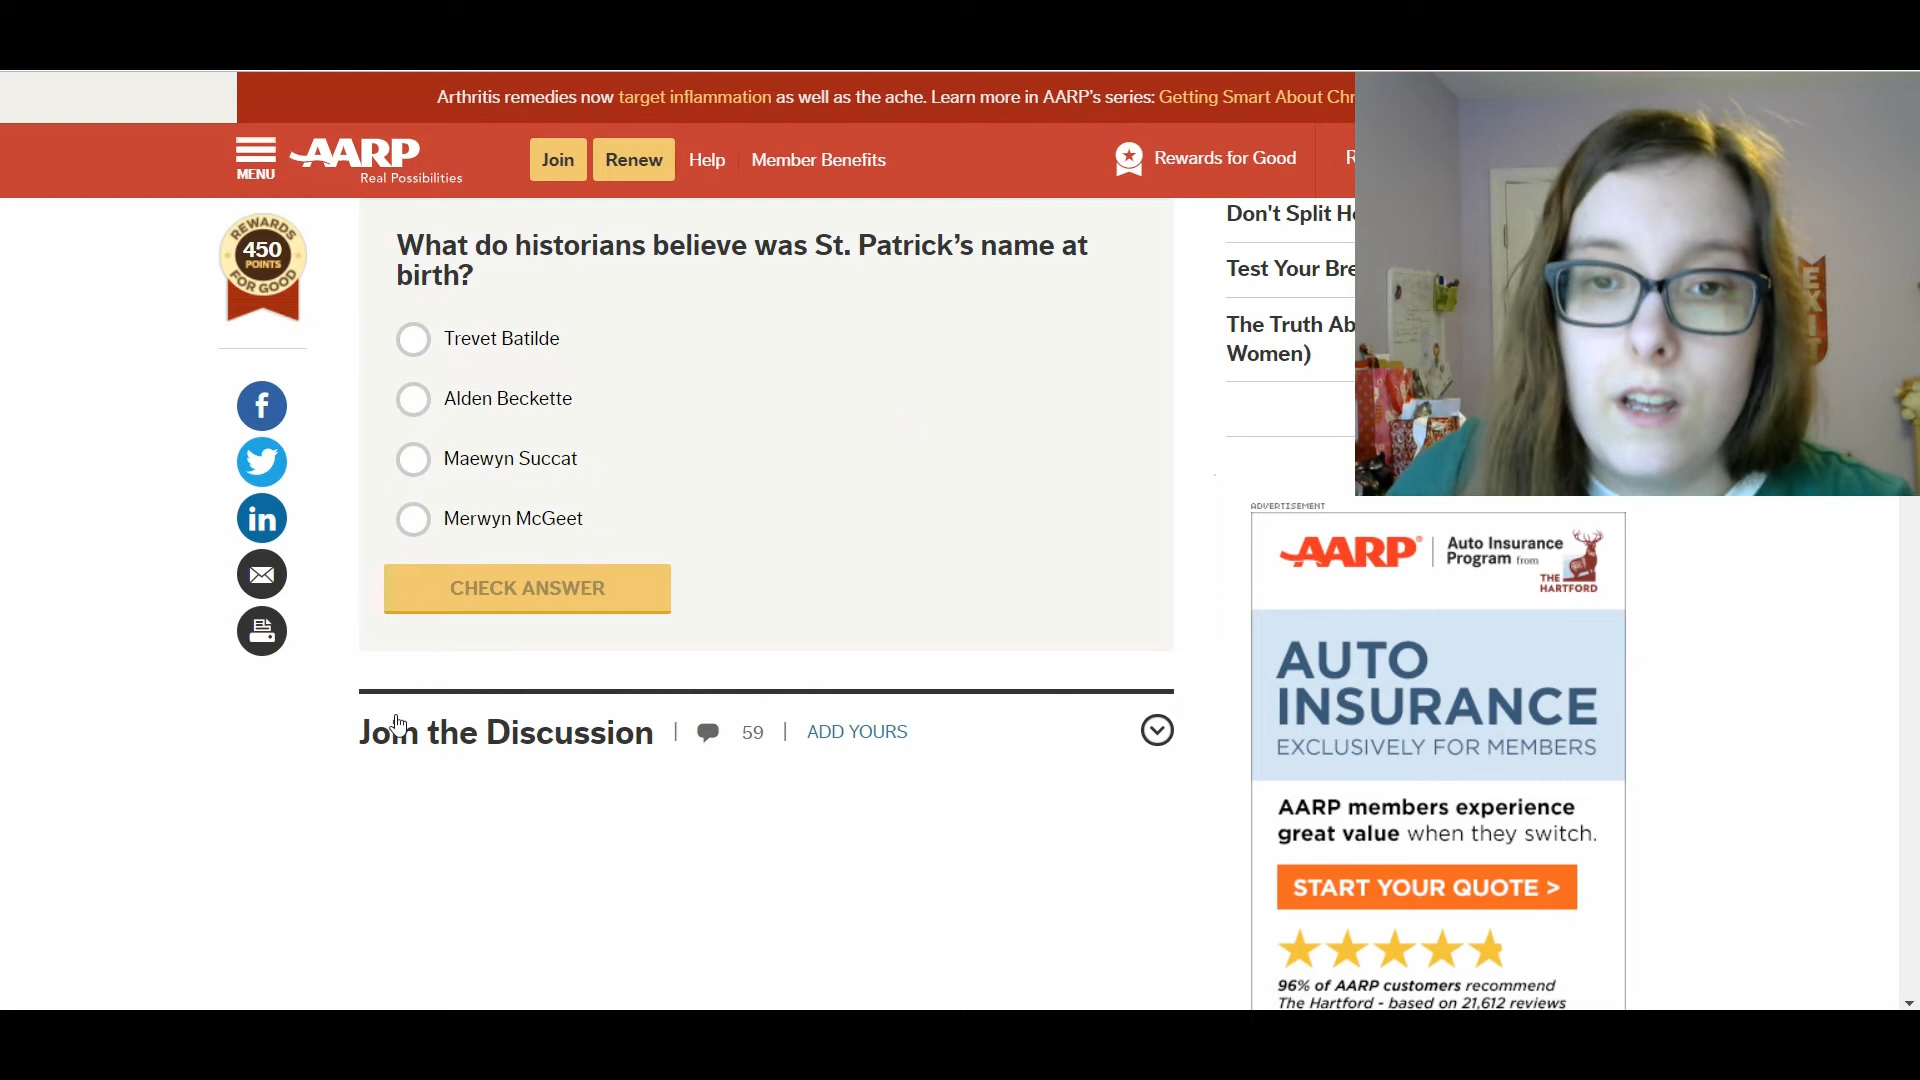 Arthritis remedies now target inflammation as well as the ache. Learn more in AARP’s series: Getting Smart About Chr
MENU
AARP
Real Possibilities
Join
Renew
Help
Member Benefits
Rewards for Good
R
REWARDS
450
POINTS
FOR GOOD
What do historians believe was St. Patrick’s name at
birth?
Trevet Batilde
Alden Beckette
Maewyn Succat
Merwyn McGeet
CHECK ANSWER
Join the Discussion | 59 | ADD YOURS
Don't Split H
Test Your Bre
The Truth Ab
Women)
EXIT
ADVERTISEMENT
AARP® | Auto Insurance
Program from
THE
HARTFORD
AUTO
INSURANCE
EXCLUSIVELY FOR MEMBERS
AARP members experience
great value when they switch.
START YOUR QUOTE >
96% of AARP customers recommend
The Hartford - based on 21,612 reviews